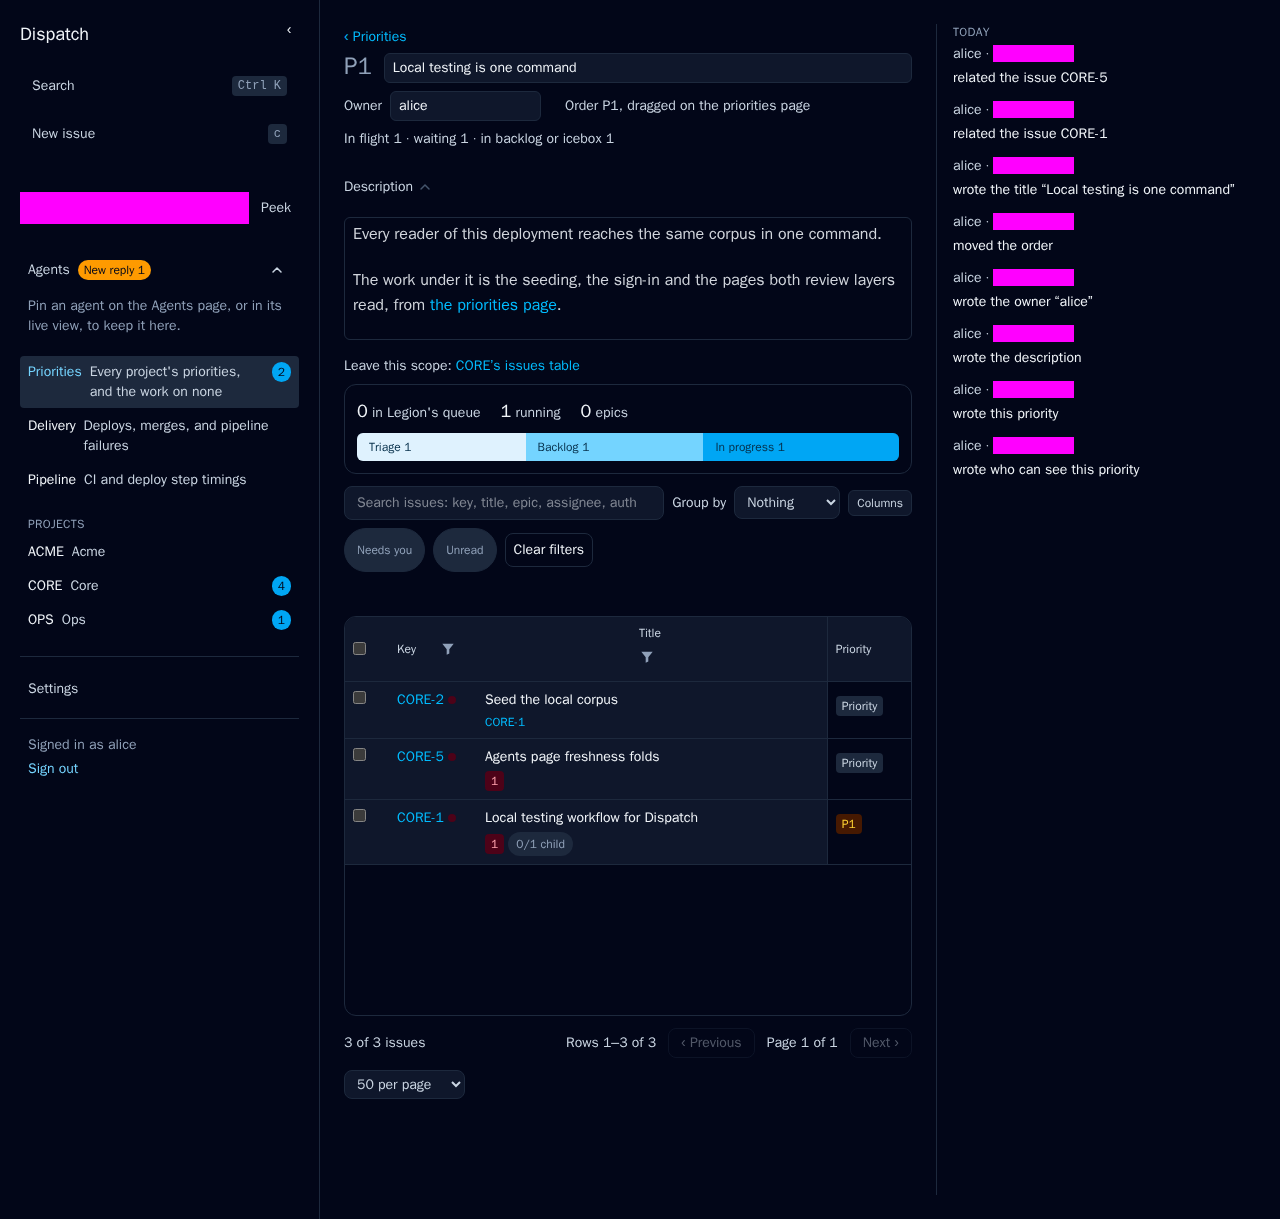 Dispatch ‹
Search Ctrl K
New issue C
Peek
Agents New reply 1
Pin an agent on the Agents page, or in its
live view, to keep it here.
Priorities Every project's priorities,
and the work on none 2
Delivery Deploys, merges, and pipeline
failures
Pipeline CI and deploy step timings
PROJECTS
ACME Acme
CORE Core 4
OPS Ops 1
Settings
Signed in as alice
Sign out
‹ Priorities
P1 Local testing is one command
Owner alice Order P1, dragged on the priorities page
In flight 1 · waiting 1 · in backlog or icebox 1
Description
Every reader of this deployment reaches the same corpus in one command.
The work under it is the seeding, the sign-in and the pages both review layers
read, from the priorities page.
Leave this scope: CORE's issues table
0 in Legion's queue 1 running 0 epics
Triage 1 Backlog 1 In progress 1
Search issues: key, title, epic, assignee, auth Group by Nothing Columns
Needs you Unread Clear filters
Key Title Priority
CORE-2 Seed the local corpus Priority
CORE-1
CORE-5 Agents page freshness folds Priority
1
CORE-1 Local testing workflow for Dispatch P1
1 0/1 child
3 of 3 issues Rows 1–3 of 3 ‹ Previous Page 1 of 1 Next ›
50 per page
TODAY
alice ·
related the issue CORE-5
alice ·
related the issue CORE-1
alice ·
wrote the title “Local testing is one command”
alice ·
moved the order
alice ·
wrote the owner “alice”
alice ·
wrote the description
alice ·
wrote this priority
alice ·
wrote who can see this priority